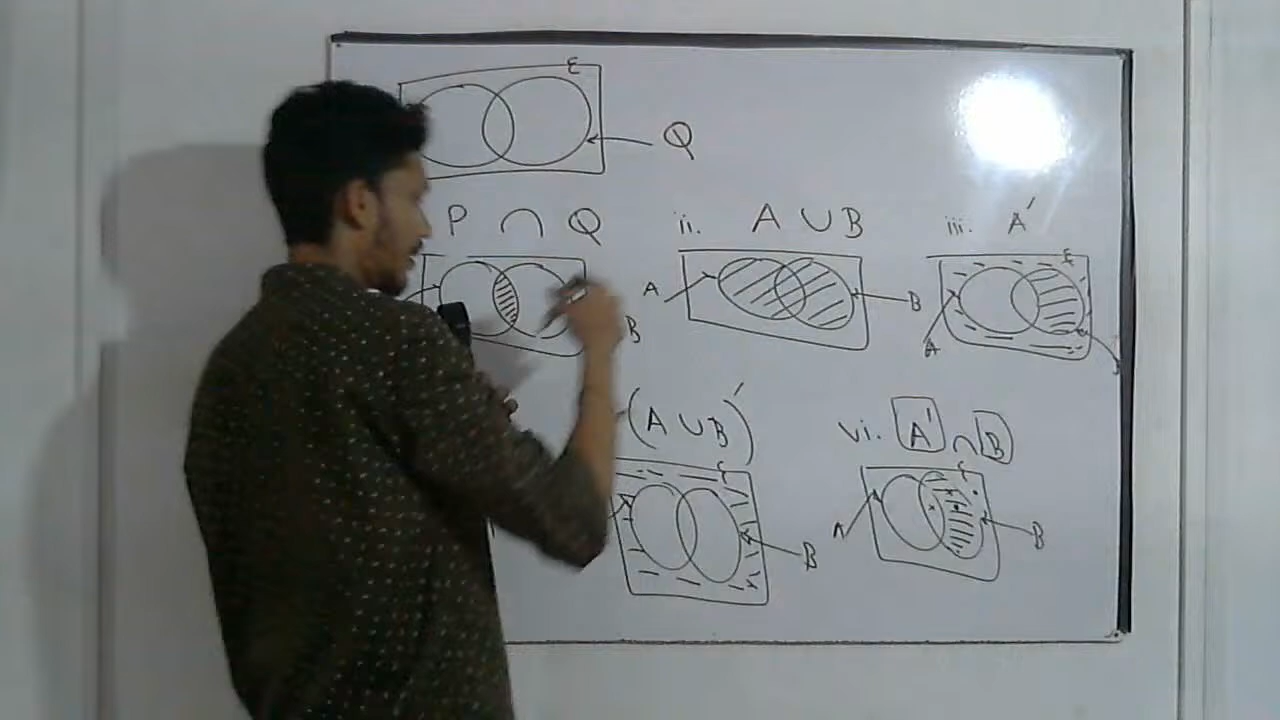 ε
Q
P ∩ Q
ii. A ∪ B
iii. A'
A
B
B
ε
A
(A ∪ B)'
vi. A' ∩ B
B
A
B